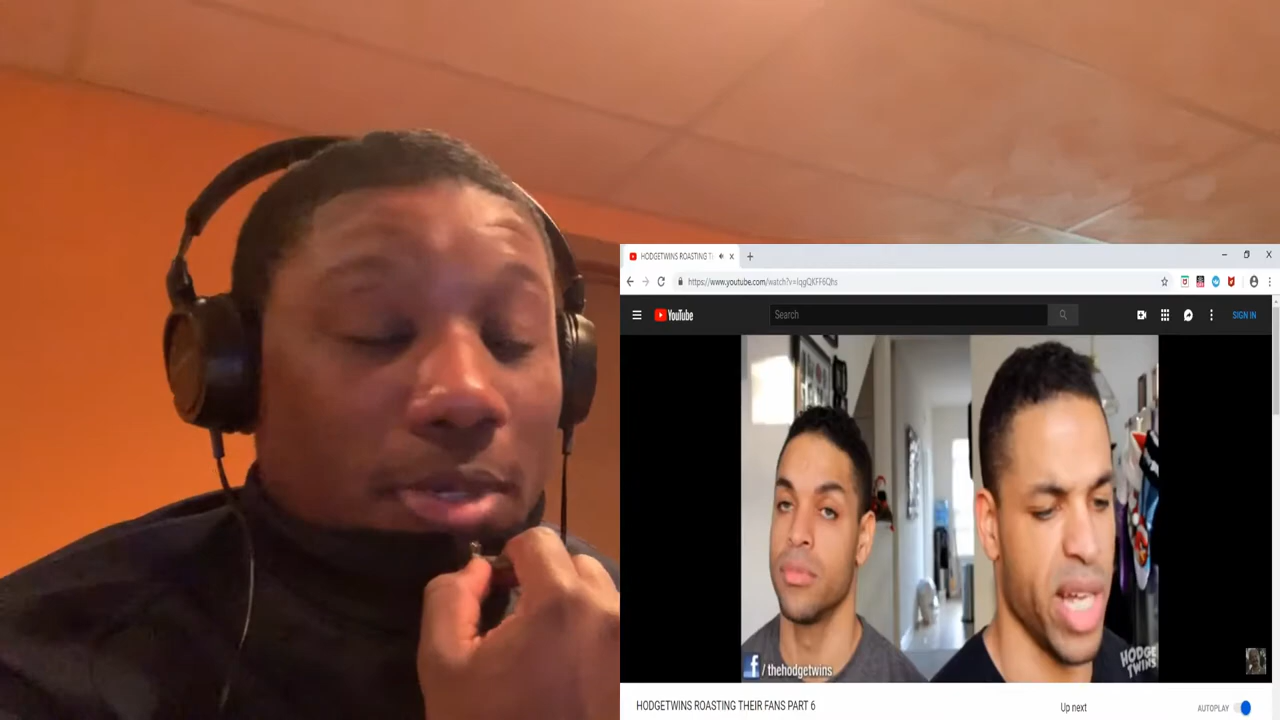 HODGETWINS ROASTING T
https://www.youtube.com/watch?v=IqgQKFF6Qhs
YouTube
Search
SIGN IN
f / thehodgetwins
HODGE
TWINS
HODGETWINS ROASTING THEIR FANS PART 6
Up next
AUTOPLAY